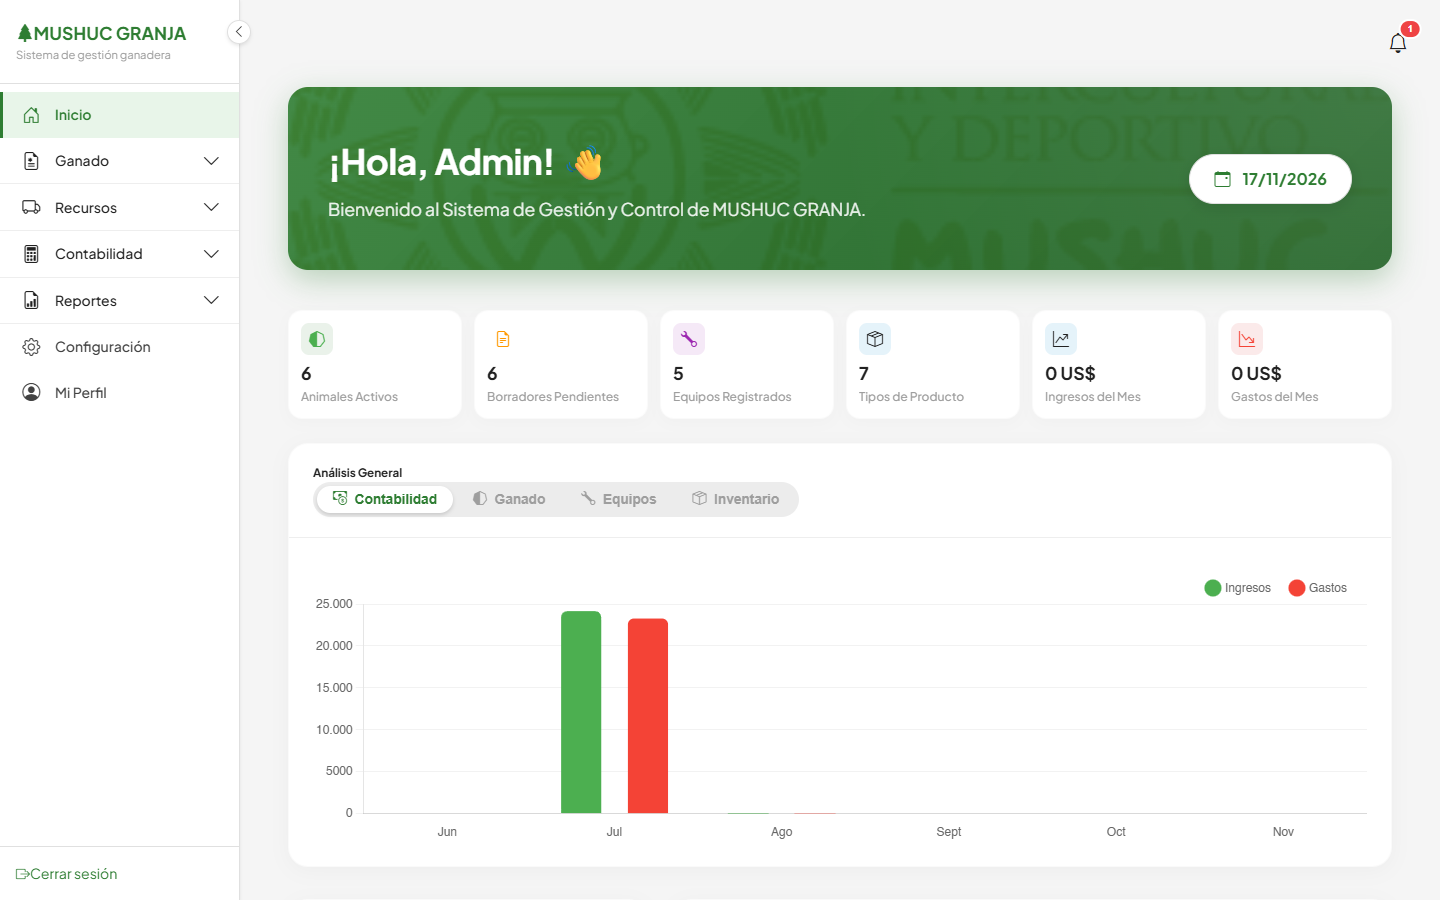 MUSHUC GRANJA
Sistema de gestión ganadera
Inicio
Ganado
Recursos
Contabilidad
Reportes
Configuración
Mi Perfil
Cerrar sesión
1
INTERCULTURAL
Y DEPORTIVO
MUSHUC
¡Hola, Admin! 👋
Bienvenido al Sistema de Gestión y Control de MUSHUC GRANJA.
17/11/2026
6
Animales Activos
6
Borradores Pendientes
5
Equipos Registrados
7
Tipos de Producto
0 US$
Ingresos del Mes
0 US$
Gastos del Mes
Análisis General
Contabilidad
Ganado
Equipos
Inventario
Ingresos
Gastos
25.000
20.000
15.000
10.000
5000
0
Jun
Jul
Ago
Sept
Oct
Nov